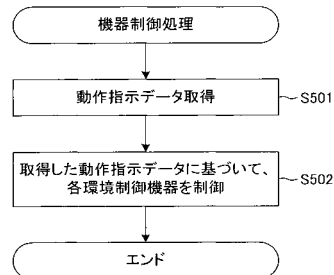 機器制御処理
動作指示データ取得
S501
取得した動作指示データに基づいて、
各環境制御機器を制御
S502
エンド